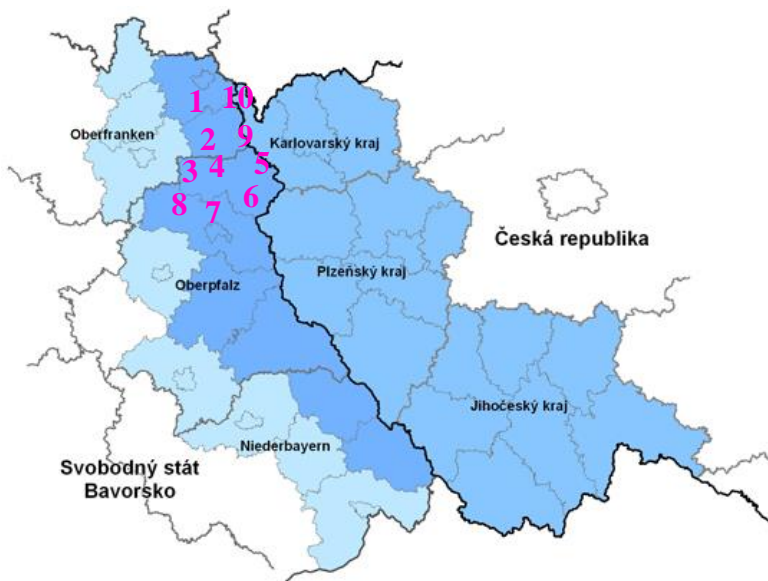 1
10
Oberfranken
2
9
Karlovarský kraj
3
4
5
8
7
6
Česká republika
Plzeňský kraj
Oberpfalz
Jihočeský kraj
Niederbayern
Svobodný stát
Bavorsko